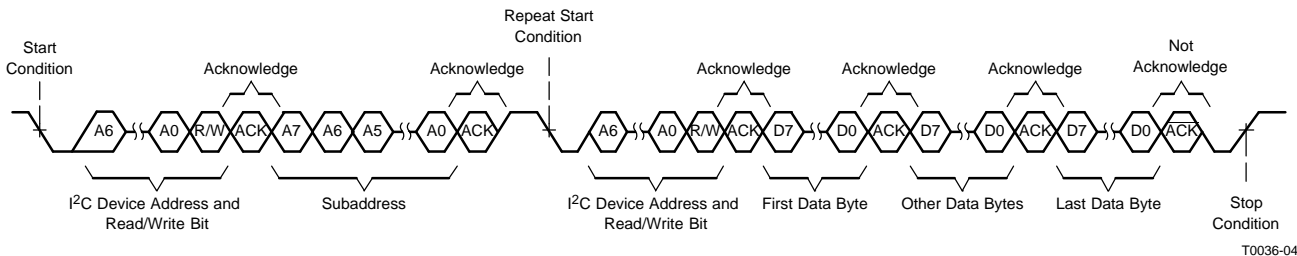 Repeat Start
Condition
Start
Condition
Not
Acknowledge
Acknowledge
Acknowledge
Acknowledge
Acknowledge
Acknowledge
A6 A0 R/W ACK A7 A6 A5 A0 ACK A6 A0 R/W ACK D7 D0 ACK D7 D0 ACK D7 D0 ACK
I2C Device Address and
Read/Write Bit
Subaddress
I2C Device Address and
Read/Write Bit
First Data Byte
Other Data Bytes
Last Data Byte
Stop
Condition
T0036-04